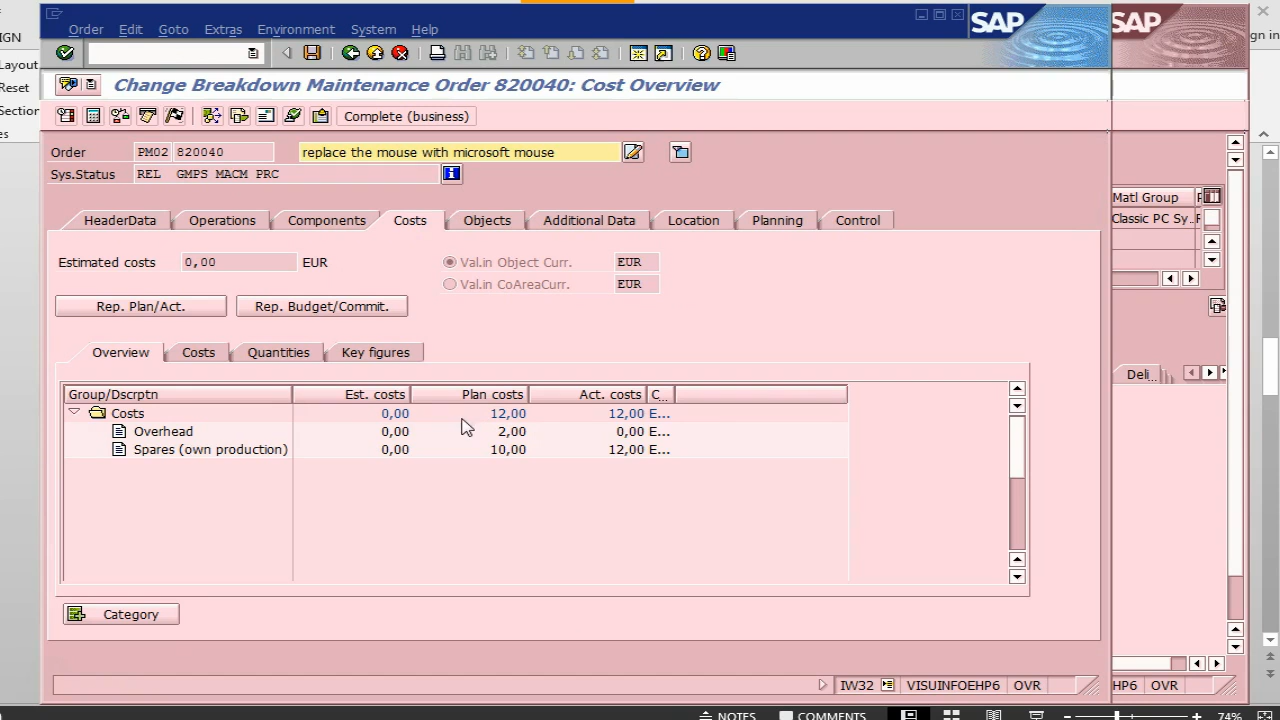 Order Edit Goto Extras Environment System Help
SAP SAP
IGN
gn in
Layout
Reset
Change Breakdown Maintenance Order 820040: Cost Overview
Section
Complete (business)
Order PM02 820040 replace the mouse with microsoft mouse
Sys.Status REL GMPS MACM PRC
Matl Group
Classic PC Sy..
HeaderData Operations Components Costs Objects Additional Data Location Planning Control
Estimated costs 0,00 EUR Val.in Object Curr. EUR
Val.in CoAreaCurr. EUR
Rep. Plan/Act. Rep. Budget/Commit.
Overview Costs Quantities Key figures
Deli...
Group/Dscrptn Est. costs Plan costs Act. costs C...
Costs 0,00 12,00 12,00 E...
Overhead 0,00 2,00 0,00 E...
Spares (own production) 0,00 10,00 12,00 E...
Category
IW32 VISUINFOEHP6 OVR HP6 OVR
NOTES COMMENTS 74%